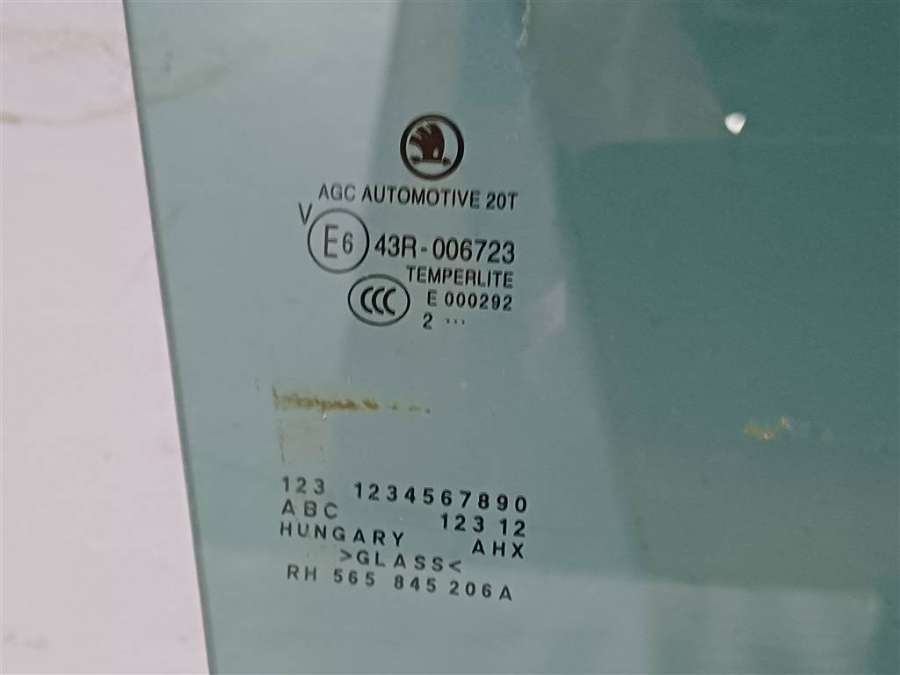 AGC AUTOMOTIVE 20T
V E6 43R-006723
TEMPERLITE
CCC E 000292
2 ...
123 1234567890
ABC 123 12
HUNGARY AHX
>GLASS<
RH 565 845 206A